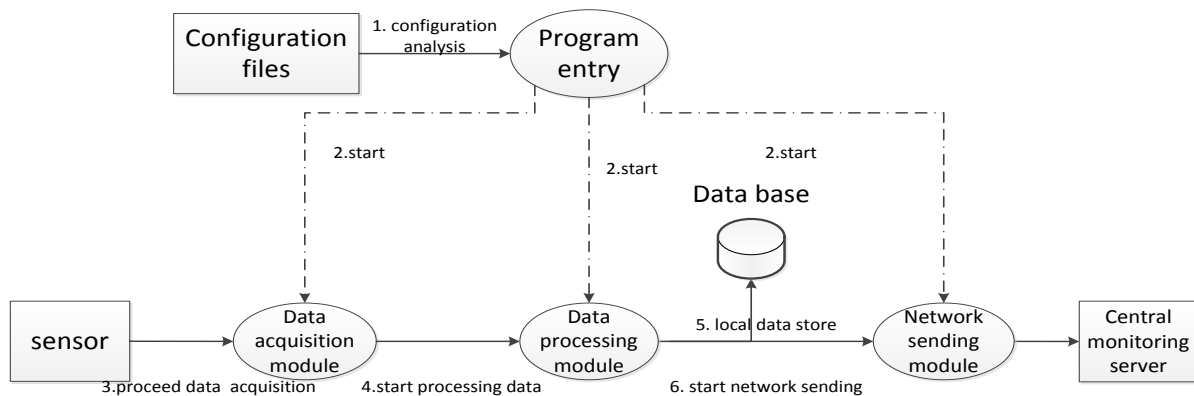 Configuration
files
1. configuration
analysis
Program
entry
2.start
2.start
2.start
Data base
sensor
Data
acquisition
module
Data
processing
module
5. local data store
Network
sending
module
Central
monitoring
server
3.proceed data  acquisition
4.start processing data
6. start network sending